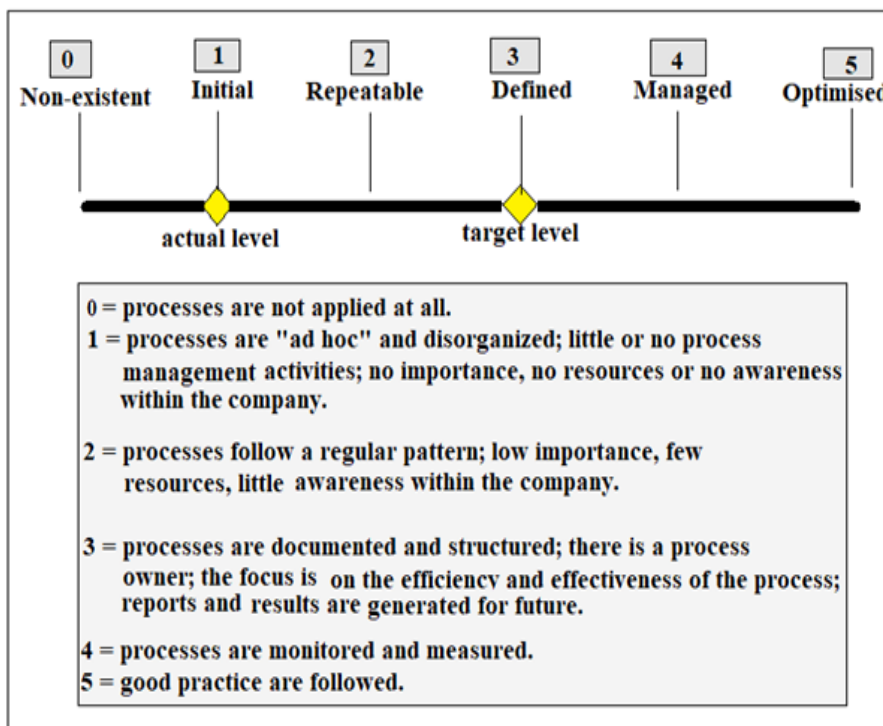 0 1 2 3 4 5
Non-existent Initial Repeatable Defined Managed Optimised
actual level target level
0 = processes are not applied at all.
1 = processes are "ad hoc" and disorganized; little or no process
management activities; no importance, no resources or no awareness
within the company.
2 = processes follow a regular pattern; low importance, few
resources, little awareness within the company.
3 = processes are documented and structured; there is a process
owner; the focus is on the efficiency and effectiveness of the process;
reports and results are generated for future.
4 = processes are monitored and measured.
5 = good practice are followed.